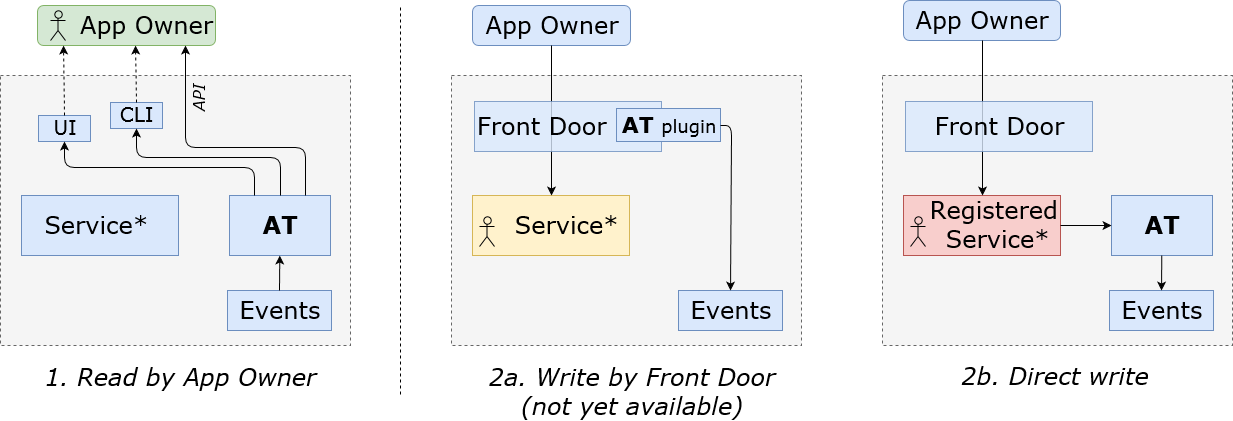 App Owner
API
UI
CLI
Service*
AT
Events
1. Read by App Owner
App Owner
Front Door
AT plugin
Service*
Events
2a. Write by Front Door
(not yet available)
App Owner
Front Door
Registered
Service*
AT
Events
2b. Direct write